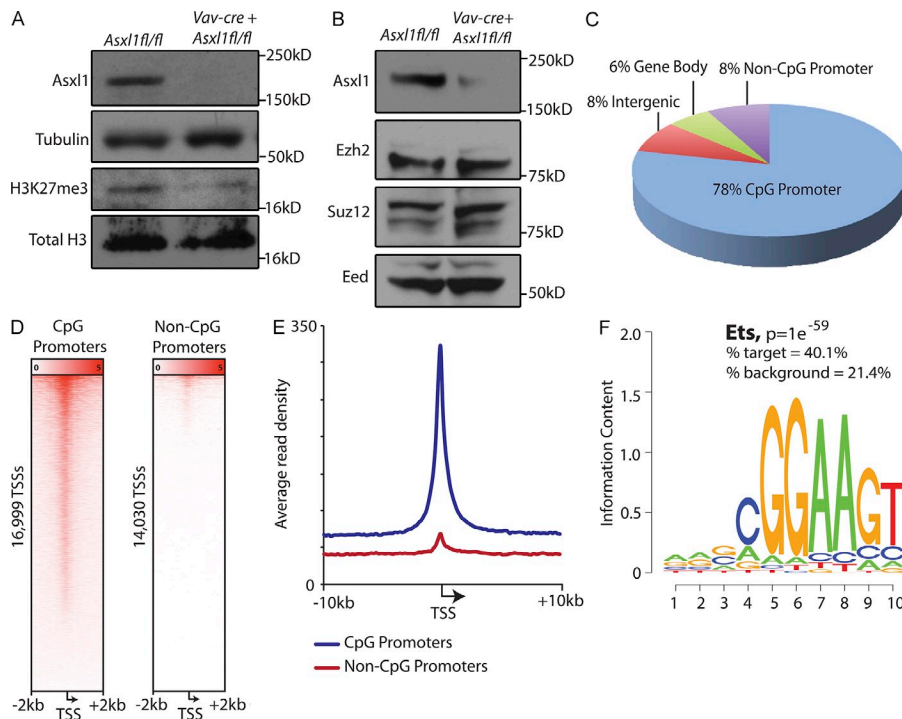 A
Asxl1fl/fl
Vav-cre +
Asxl1fl/fl
Asxl1
250kD
150kD
Tubulin
50kD
H3K27me3
16kD
Total H3
16kD
B
Asxl1fl/fl
Vav-cre+
Asxl1fl/fl
Asxl1
250kD
150kD
Ezh2
75kD
Suz12
75kD
Eed
50kD
C
6% Gene Body
8% Non-CpG Promoter
8% Intergenic
78% CpG Promoter
D
CpG
Promoters
0 5
16,999 TSSs
-2kb TSS +2kb
Non-CpG
Promoters
0 5
14,030 TSSs
-2kb TSS +2kb
E
350
Average read density
0
-10kb TSS +10kb
CpG Promoters
Non-CpG Promoters
F
Ets, p=1e-59
% target = 40.1%
% background = 21.4%
Information Content
2.0
1.5
1.0
0.5
0
CGGAAGT
1 2 3 4 5 6 7 8 9 10